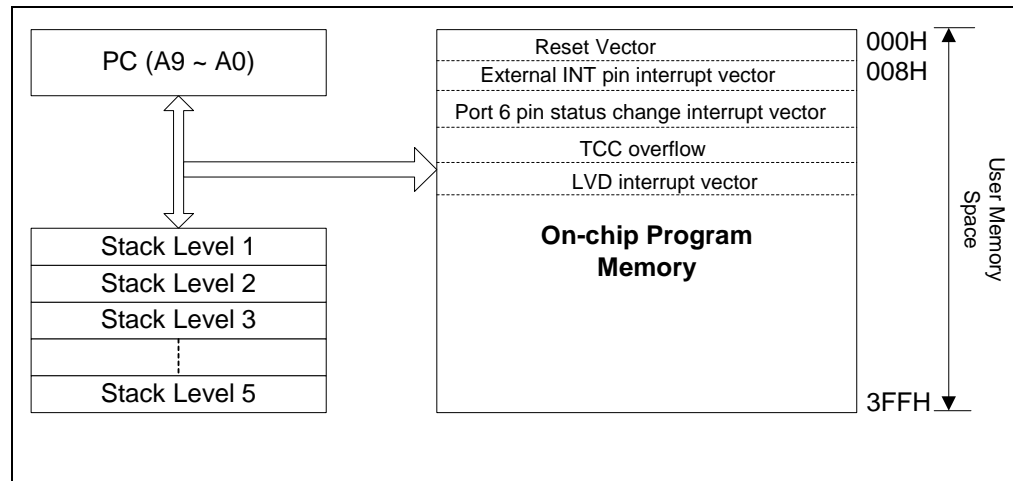 PC (A9 ~ A0)
Stack Level 1
Stack Level 2
Stack Level 3
Stack Level 5
Reset Vector
External INT pin interrupt vector
Port 6 pin status change interrupt vector
TCC overflow
LVD interrupt vector
On-chip Program
Memory
000H
008H
3FFH
User Memory
Space